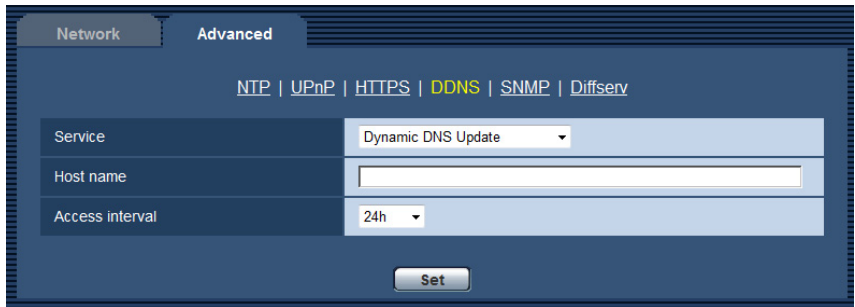 Network Advanced
NTP | UPnP | HTTPS | DDNS | SNMP | Diffserv
Service Dynamic DNS Update
Host name
Access interval 24h
Set